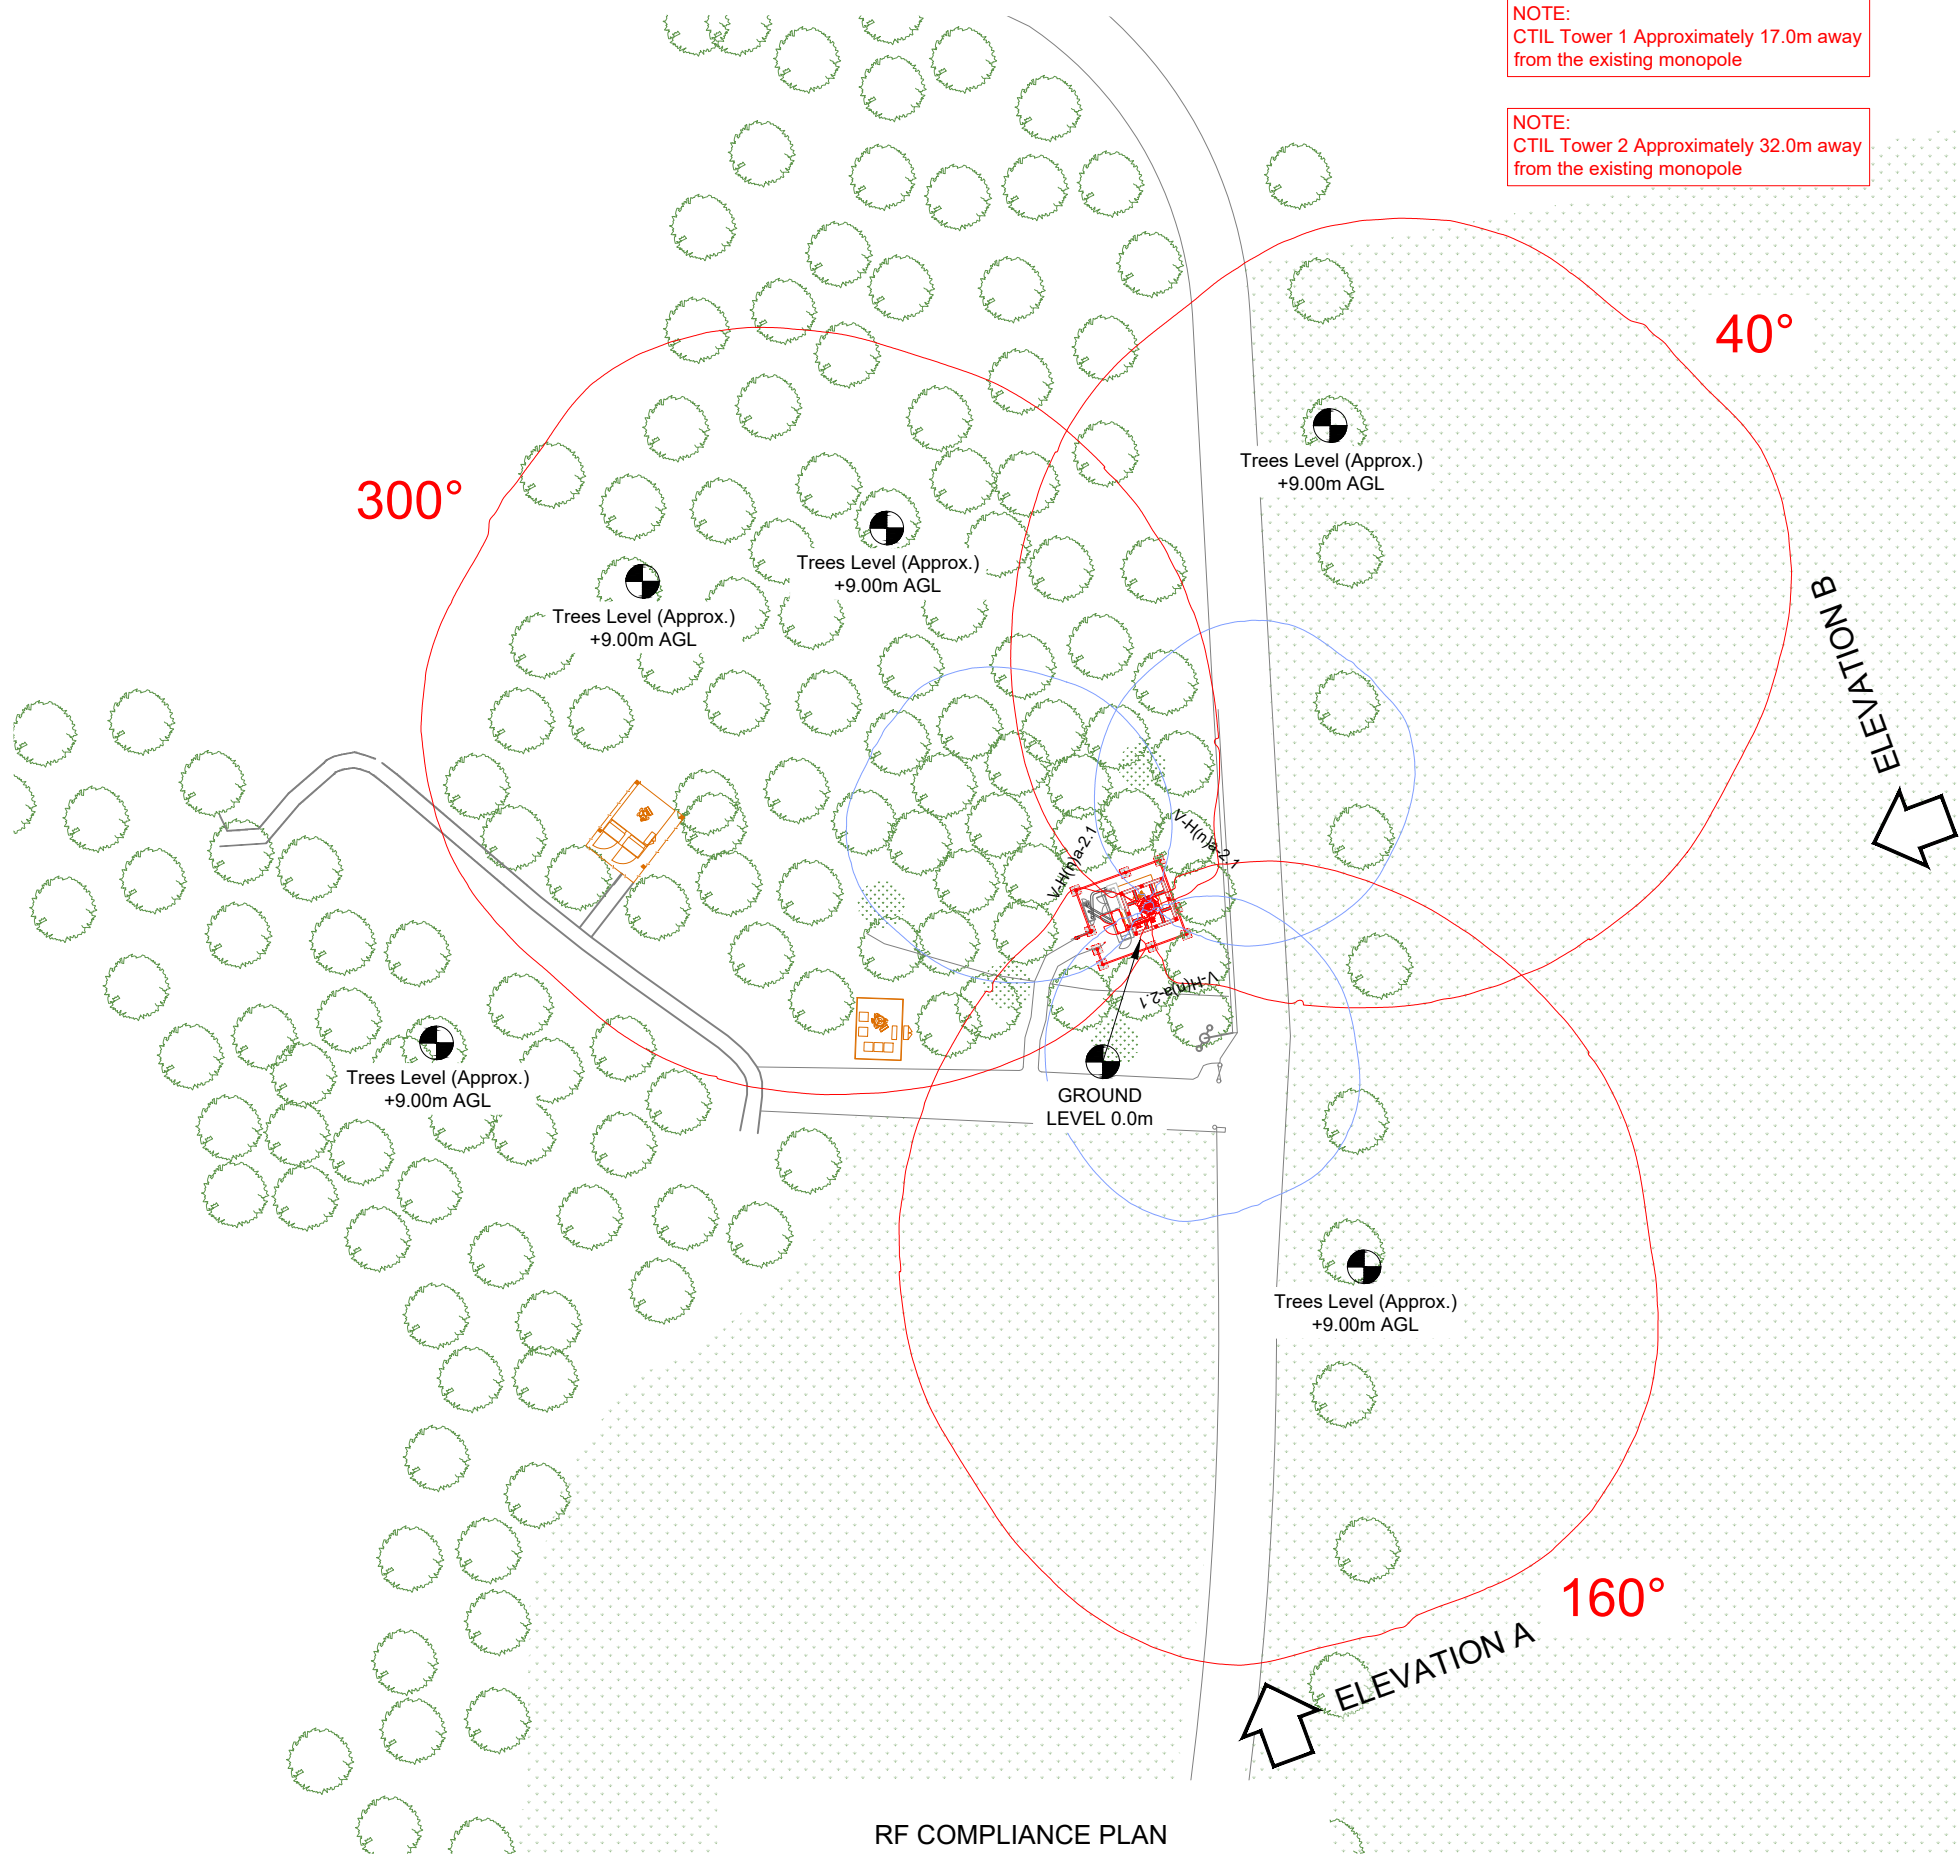 NOTE:
CTIL Tower 1 Approximately 17.0m away
from the existing monopole
NOTE:
CTIL Tower 2 Approximately 32.0m away
from the existing monopole
40°
300°
Trees Level (Approx.)
+9.00m AGL
Trees Level (Approx.)
+9.00m AGL
Trees Level (Approx.)
+9.00m AGL
ELEVATION B
V-H(n)a-2.1
V-H(n)a-2.1
V-H(n)a-2.1
Trees Level (Approx.)
+9.00m AGL
GROUND
LEVEL 0.0m
Trees Level (Approx.)
+9.00m AGL
160°
ELEVATION A
RF COMPLIANCE PLAN